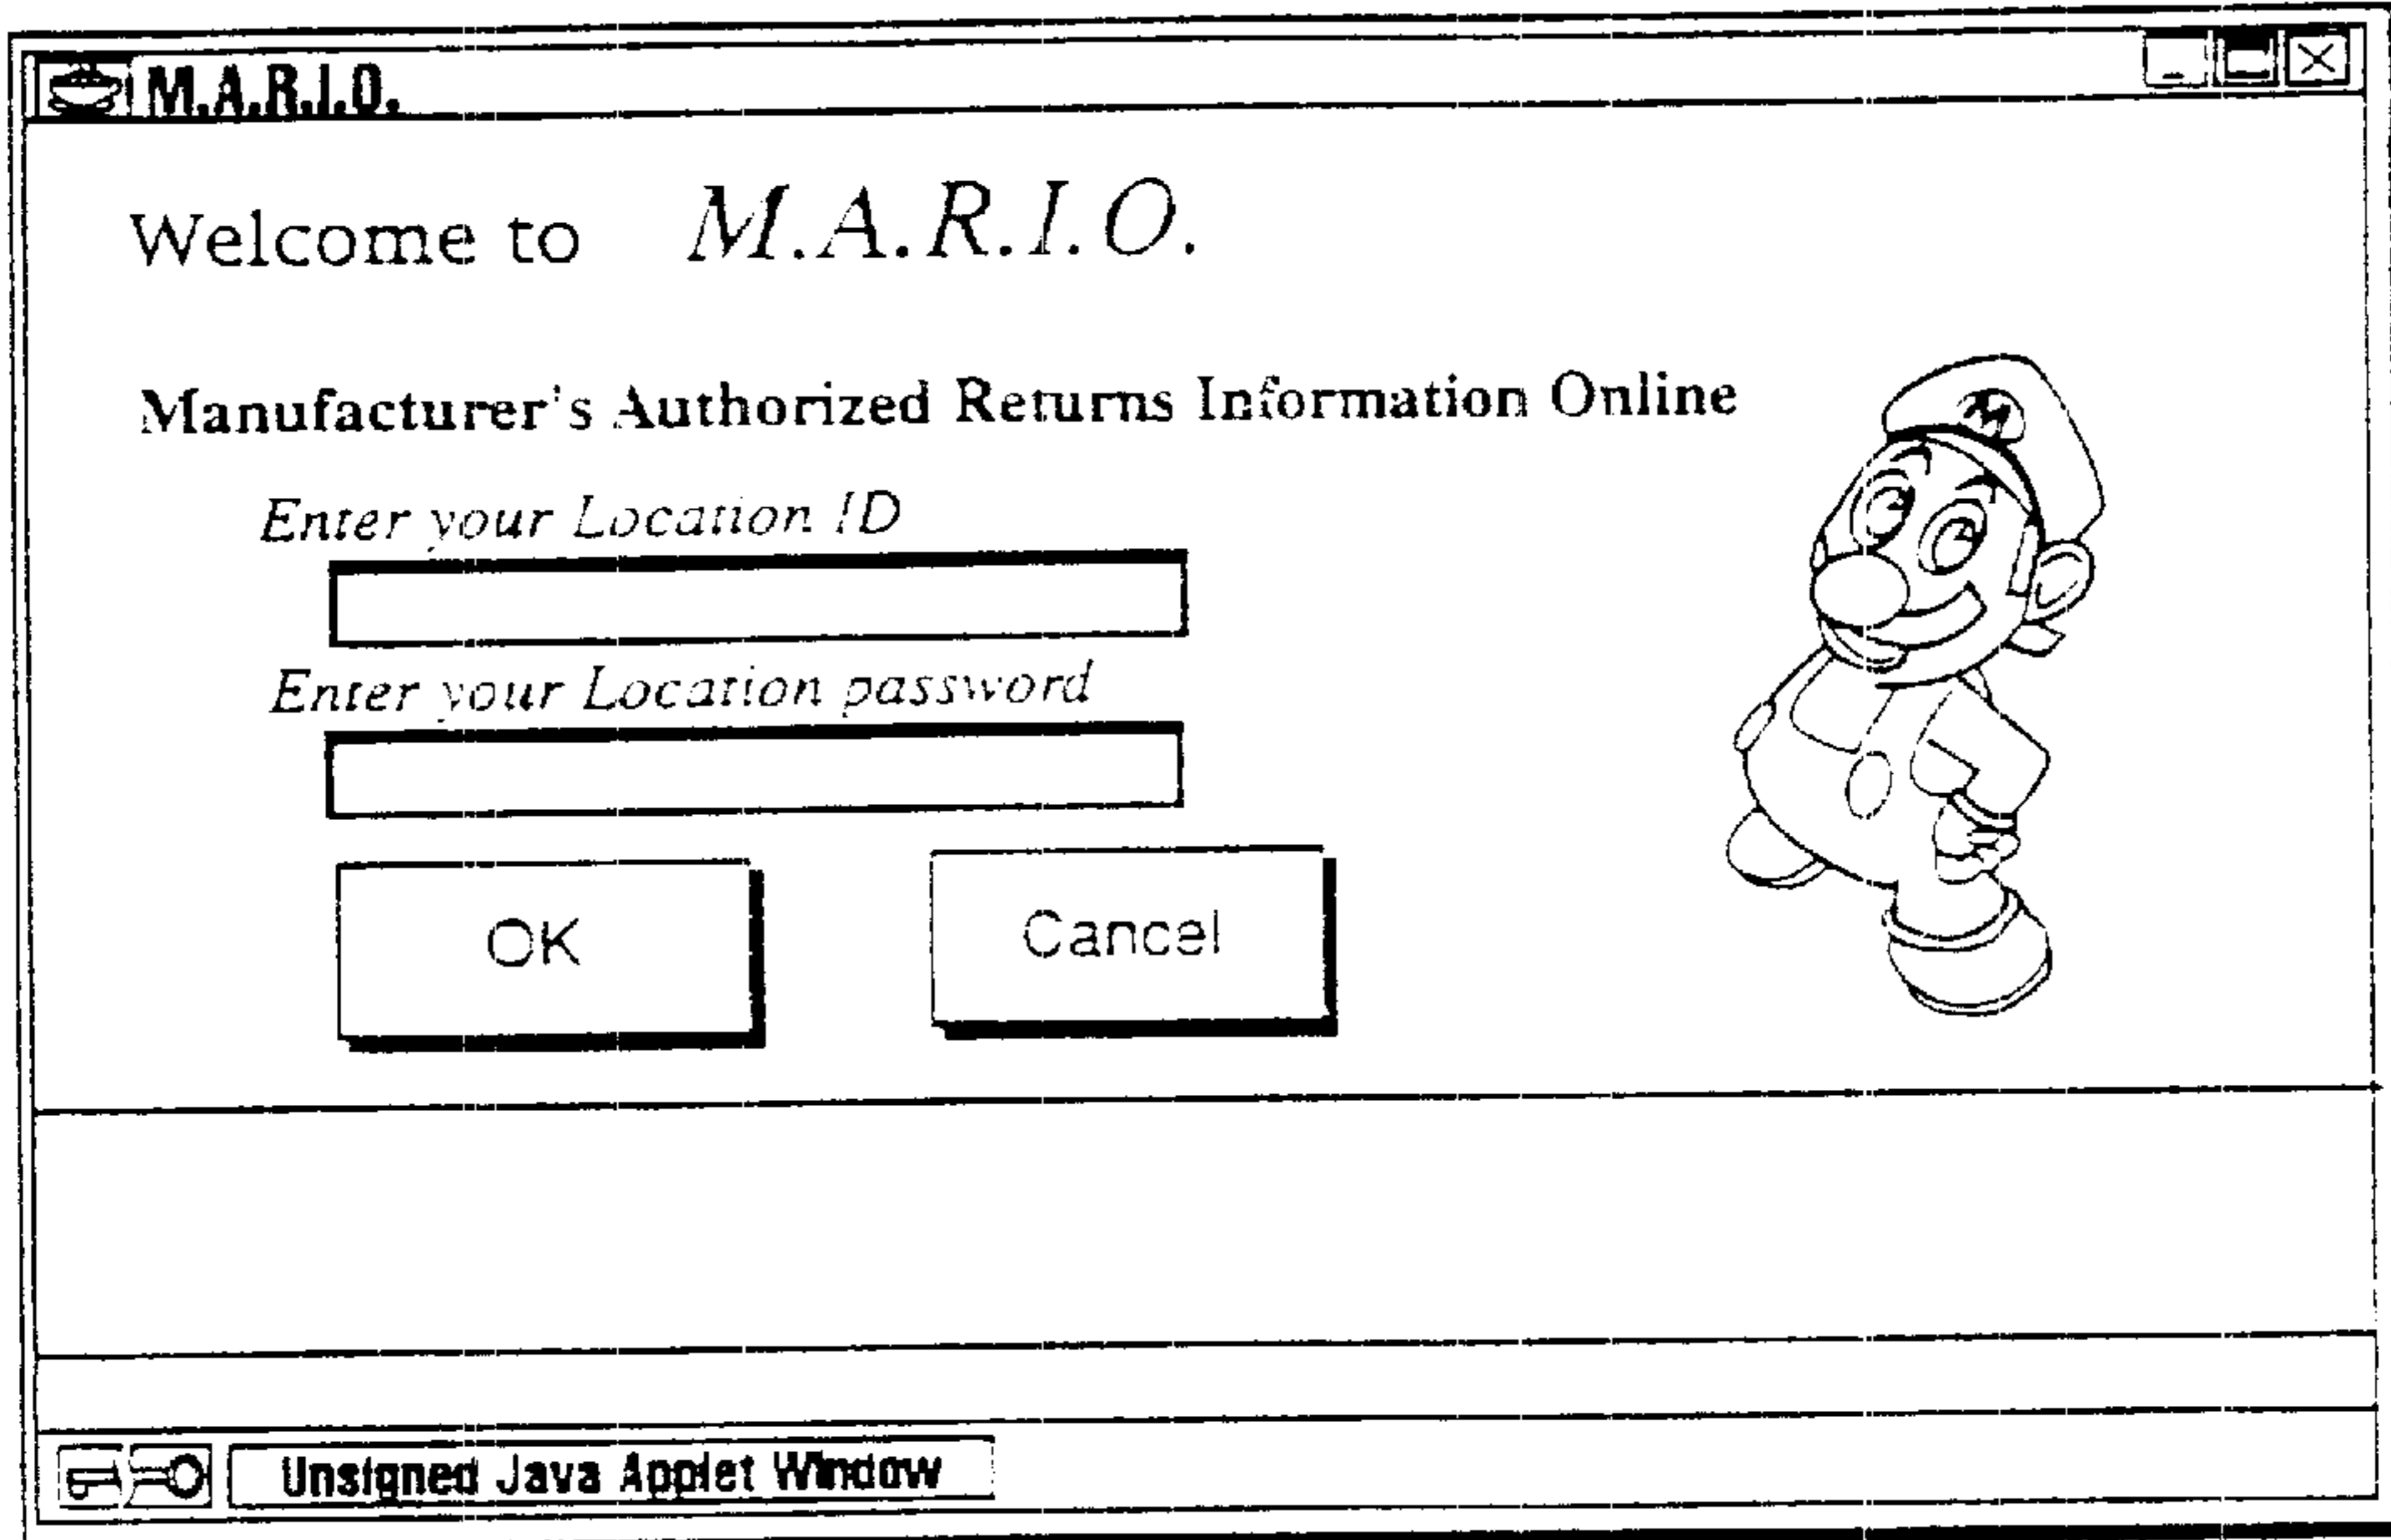 M.A.R.I.O.
Welcome to M.A.R.I.O.
Manufacturer's Authorized Returns Information Online
M
Enter your Location ID
Enter your Location password
OK Cancel
Unsigned Java Applet Window